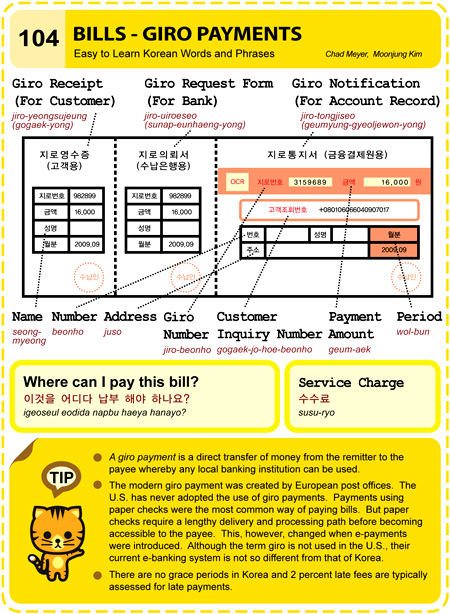 104
BILLS - GIRO PAYMENTS
Easy to Learn Korean Words and Phrases
Chad Meyer, Moonjung Kim
Giro Receipt
(For Customer)
jiro-yeongsujeung
(gogaek-yong)
Giro Request Form
(For Bank)
jiro-uiroeseo
(sunap-eunhaeng-yong)
Giro Notification
(For Account Record)
jiro-tongjiseo
(geumyung-gyeoljewon-yong)
지로영수증
(고객용)
지로번호 982899
금액 16,000
성명
월분 2009.09
수납인
지로의뢰서
(수납은행용)
지로번호 982899
금액 16,000
성명
월분 2009.09
수납인
지로통지서 (금융결제원용)
OCR 지로번호 3159689 금액 16,000 원
고객조회번호 +080106066040907017
번호 성명 월분
주소 2009.09
수납인
Name
seong-
myeong
Number
beonho
Address
juso
Giro
Number
jiro-beonho
Customer
Inquiry Number
gogaek-jo-hoe-beonho
Payment
Amount
geum-aek
Period
wol-bun
Where can I pay this bill?
이것을 어디다 납부 해야 하나요?
igeoseul eodida napbu haeya hanayo?
Service Charge
수수료
susu-ryo
TIP
A giro payment is a direct transfer of money from the remitter to the
payee whereby any local banking institution can be used.
The modern giro payment was created by European post offices. The
U.S. has never adopted the use of giro payments. Payments using
paper checks were the most common way of paying bills. But paper
checks require a lengthy delivery and processing path before becoming
accessible to the payee. This, however, changed when e-payments
were introduced. Although the term giro is not used in the U.S., their
current e-banking system is not so different from that of Korea.
There are no grace periods in Korea and 2 percent late fees are typically
assessed for late payments.